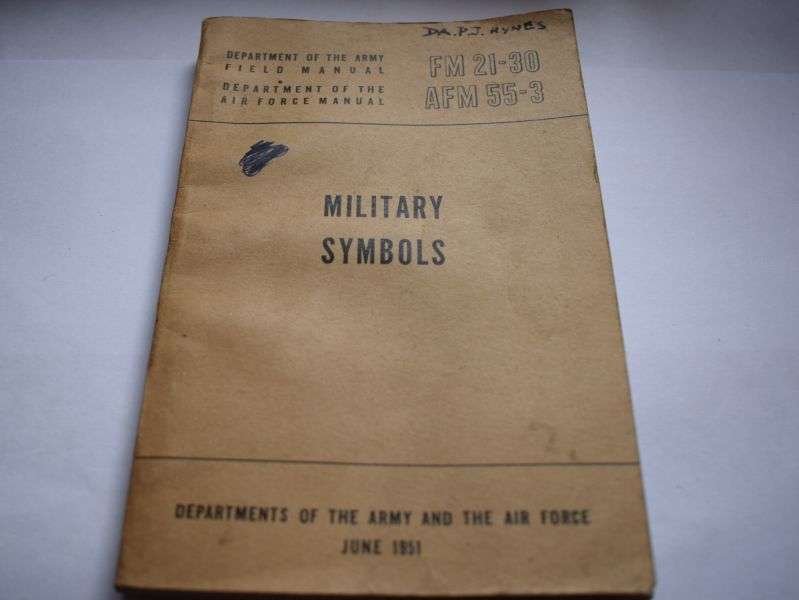 DA. P.J. HYNES
DEPARTMENT OF THE ARMY
FIELD MANUAL
DEPARTMENT OF THE
AIR FORCE MANUAL
FM 21-30
AFM 55-3
MILITARY
SYMBOLS
DEPARTMENTS OF THE ARMY AND THE AIR FORCE
JUNE 1951